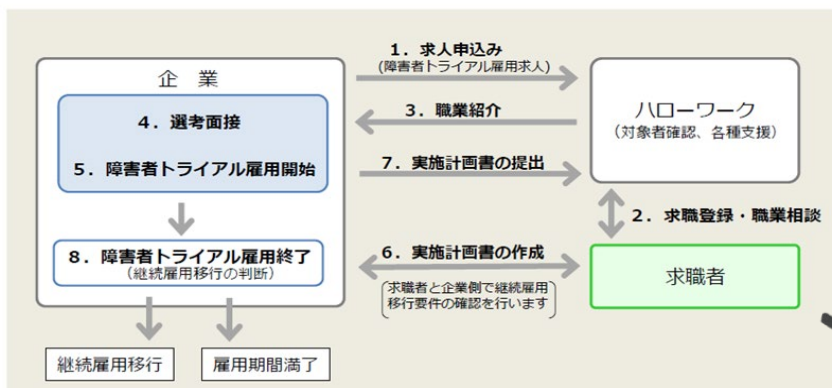 1．求人申込み
(障害者トライアル雇用求人)
企　業
ハローワーク
(対象者確認、各種支援)
3．職業紹介
4．選考面接
5．障害者トライアル雇用開始
7．実施計画書の提出
2．求職登録・職業相談
8．障害者トライアル雇用終了
(継続雇用移行の判断)
6．実施計画書の作成
求職者と企業側で継続雇用
移行要件の確認を行います
求職者
継続雇用移行
雇用期間満了